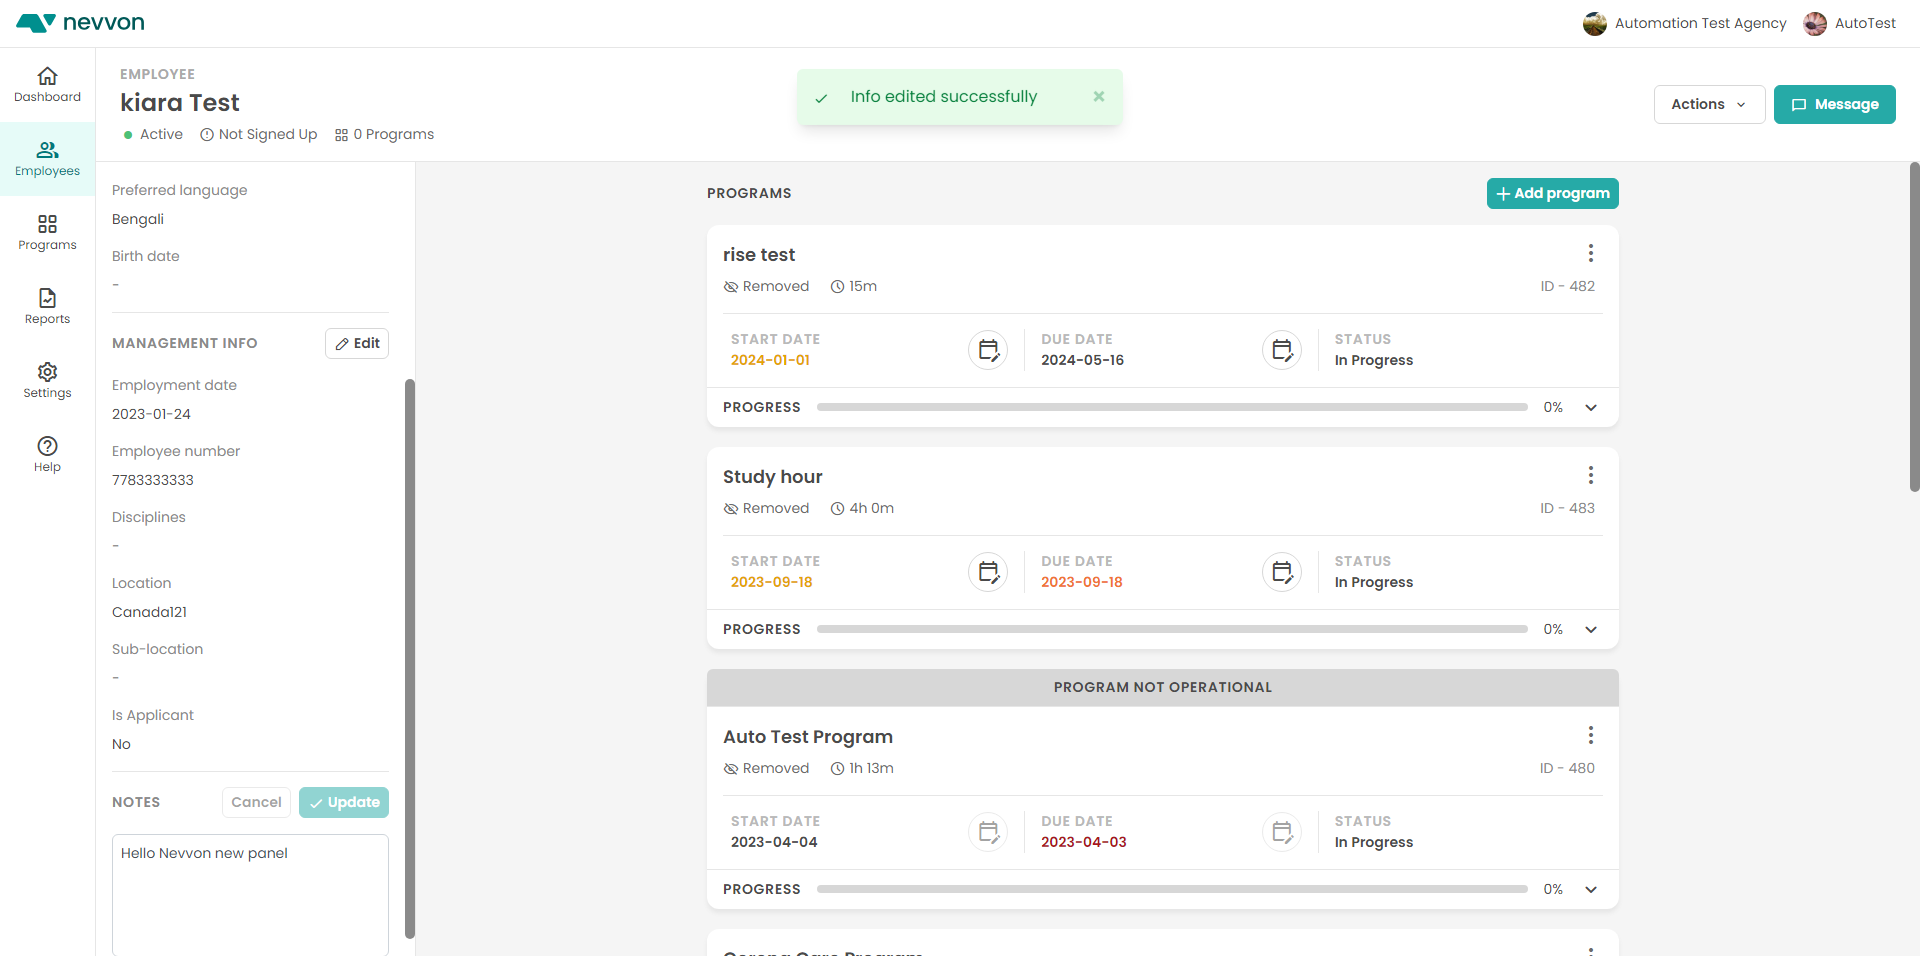 nevvon
Automation Test Agency
AutoTest
Dashboard
Employees
Programs
Reports
Settings
Help
EMPLOYEE
kiara Test
Active
Not Signed Up
0 Programs
Info edited successfully
Actions
Message
Preferred language
Bengali
Birth date
-
MANAGEMENT INFO
Edit
Employment date
2023-01-24
Employee number
7783333333
Disciplines
-
Location
Canada121
Sub-location
-
Is Applicant
No
NOTES
Cancel
Update
Hello Nevvon new panel
PROGRAMS
Add program
rise test
Removed
15m
ID - 482
START DATE
2024-01-01
DUE DATE
2024-05-16
STATUS
In Progress
PROGRESS
0%
Study hour
Removed
4h 0m
ID - 483
START DATE
2023-09-18
DUE DATE
2023-09-18
STATUS
In Progress
PROGRESS
0%
PROGRAM NOT OPERATIONAL
Auto Test Program
Removed
1h 13m
ID - 480
START DATE
2023-04-04
DUE DATE
2023-04-03
STATUS
In Progress
PROGRESS
0%